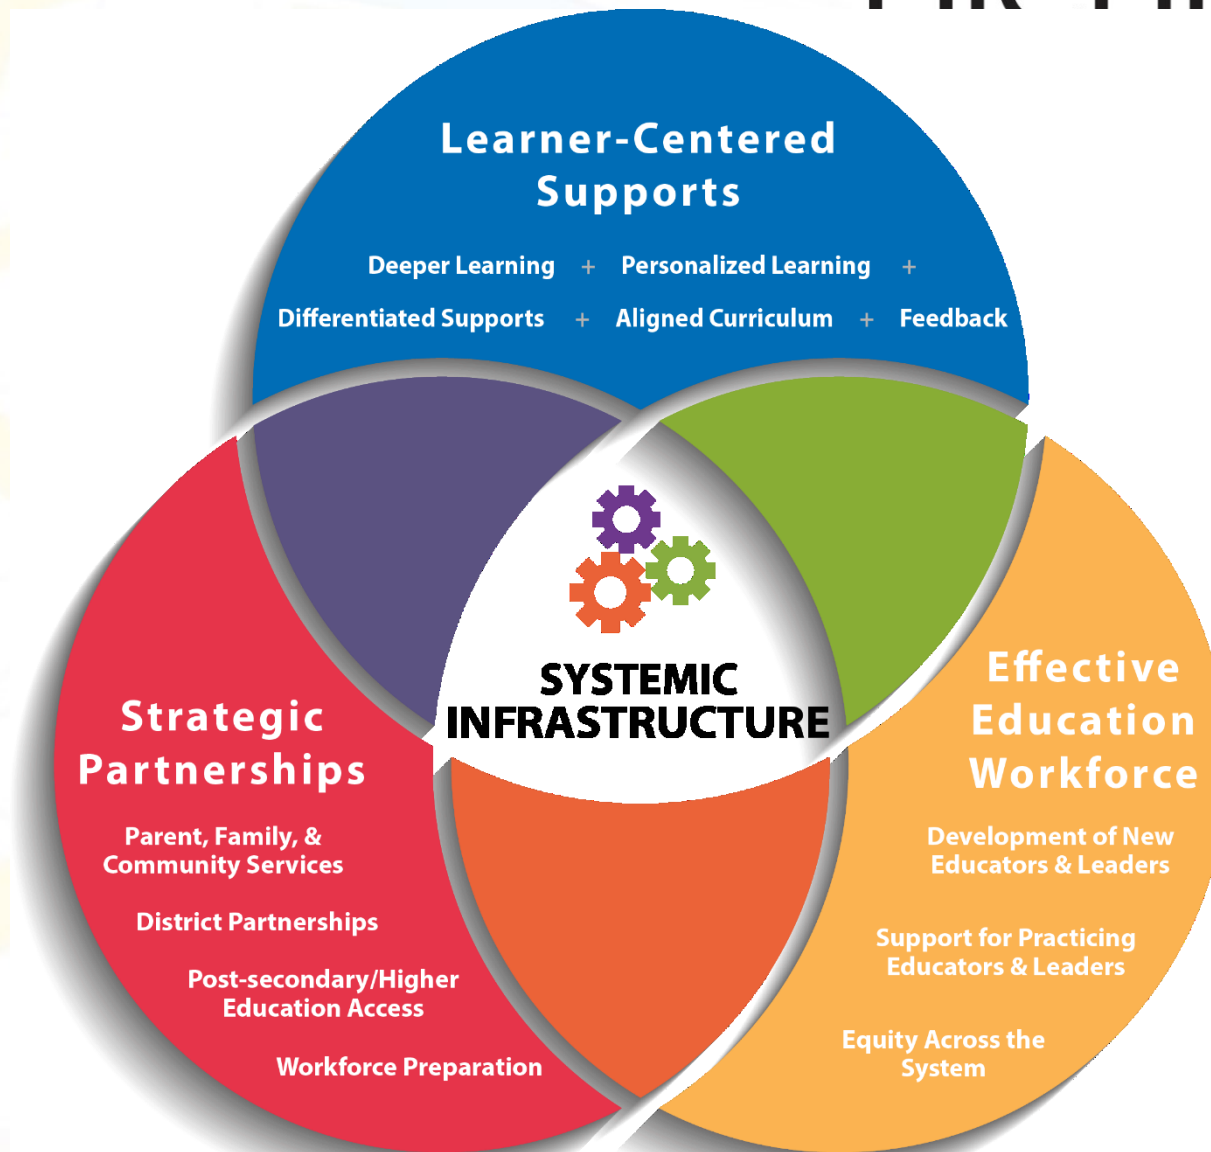 Learner-Centered
Supports
Deeper Learning + Personalized Learning +
Differentiated Supports + Aligned Curriculum + Feedback
SYSTEMIC
INFRASTRUCTURE
Strategic
Partnerships
Parent, Family, &
Community Services
District Partnerships
Post-secondary/Higher
Education Access
Workforce Preparation
Effective
Education
Workforce
Development of New
Educators & Leaders
Support for Practicing
Educators & Leaders
Equity Across the
System